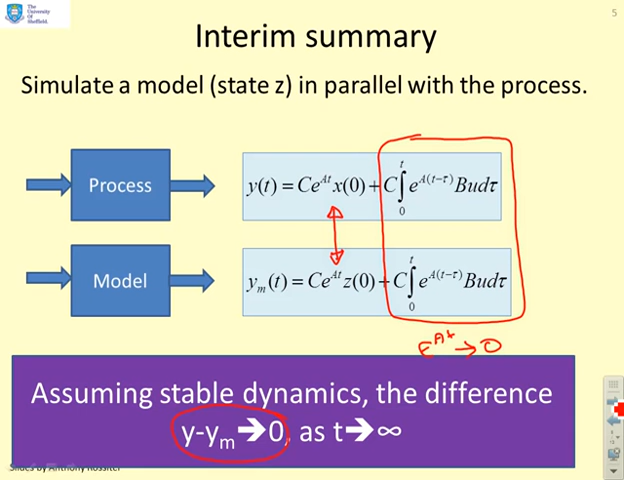 The
University
Of
Sheffield.
5
Interim summary
Simulate a model (state z) in parallel with the process.
Process
y(t) = Ce^{At}x(0) + C∫_0^t e^{A(t−τ)}Budτ
Model
y_m(t) = Ce^{At}z(0) + C∫_0^t e^{A(t−τ)}Budτ
e^{At} → 0
Assuming stable dynamics, the difference
y-y_m➔0, as t➔∞
Slides by Anthony Rossiter